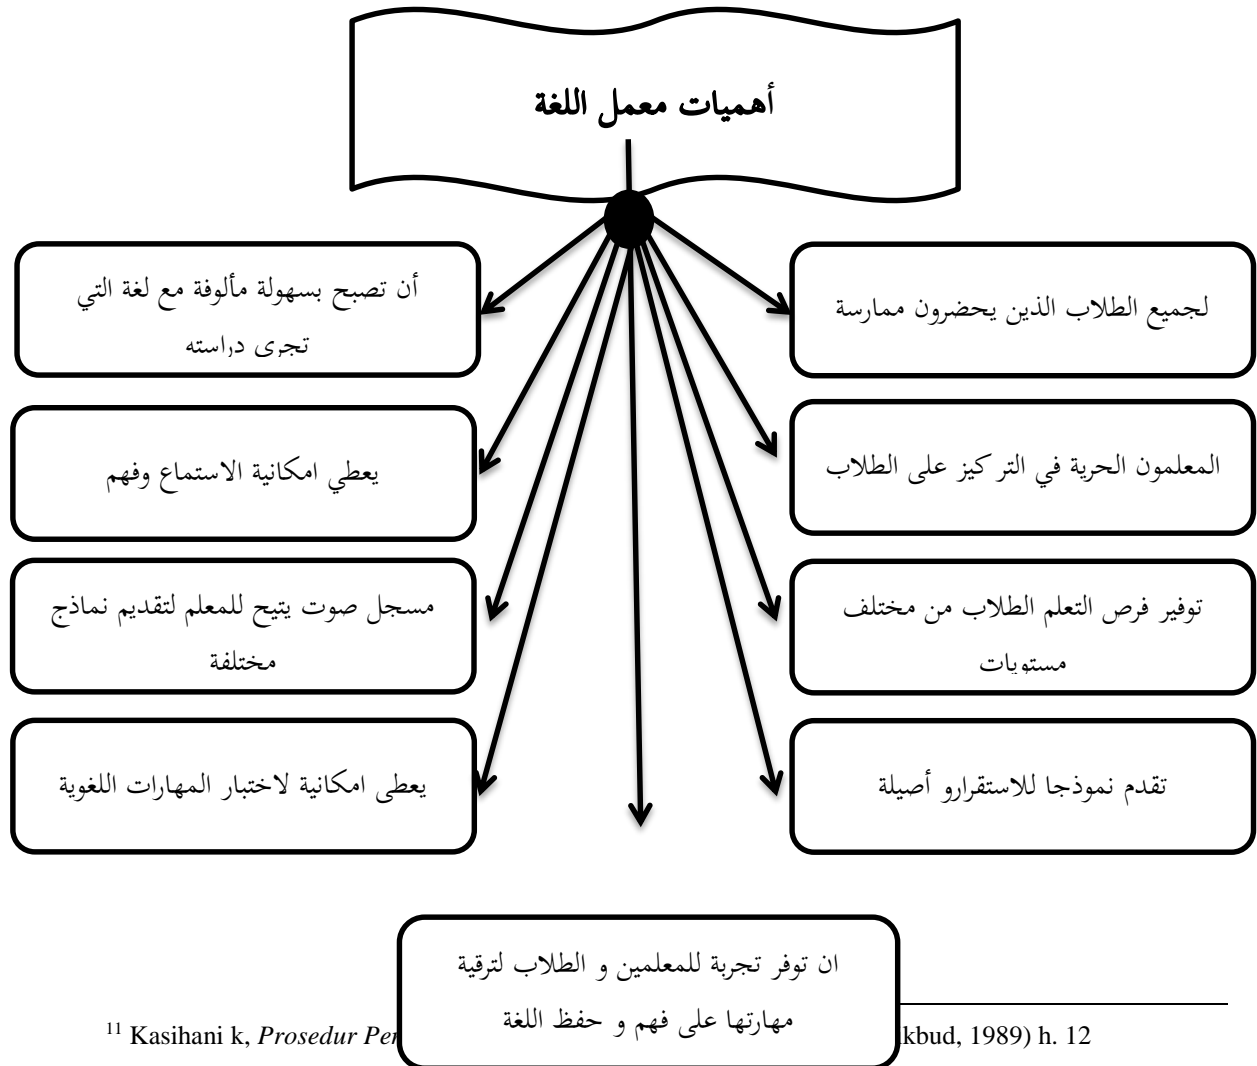 أهميات معمل اللغة
لجميع الطلاب الذين يحضرون ممارسة
أن تصبح بسهولة مألوفة مع لغة التي
تجرى دراسته
المعلمون الحرية في التركيز على الطلاب
يعطي امكانية الاستماع وفهم
توفير فرص التعلم الطلاب من مختلف
مستويات
مسجل صوت يتيح للمعلم لتقديم نماذج
مختلفة
تقدم نموذجا للاستقرارو أصيلة
يعطى امكانية لاختبار المهارات اللغوية
ان توفر تجربة للمعلمين و الطلاب لترقية
مهارتها على فهم و حفظ اللغة
11 Kasihani k, Prosedur Per kbud, 1989) h. 12